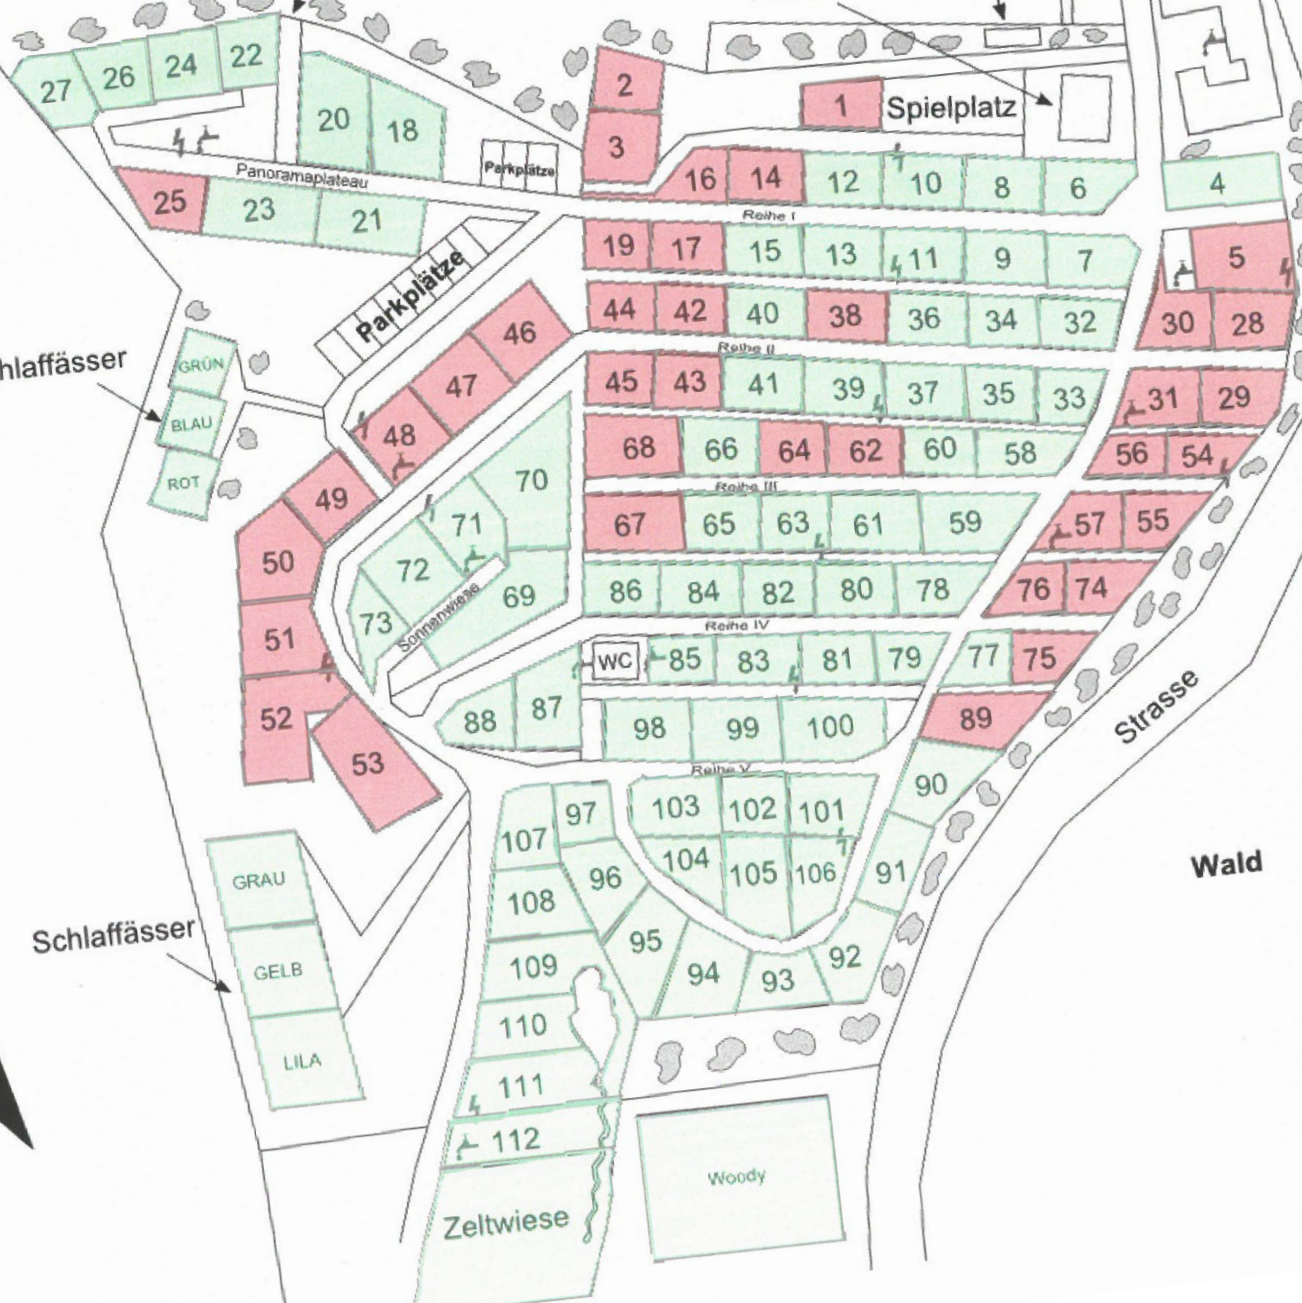 27 26 24 22
20 18
2
3
1 Spielplatz
Parkplätze
16 14 12 10 8 6
4
Panoramaplateau
25 23 21
Reihe I
19 17 15 13 11 9 7
5
Parkplätze
44 42 40 38 36 34 32
30 28
46
Reihe II
47
45 43 41 39 37 35 33
31 29
hlaffässer
GRÜN
BLAU
ROT
48
68 66 64 62 60 58
56 54
Reihe III
49
70
71
67 65 63 61 59
57 55
50
72
69
73
Sonnenwiese
86 84 82 80 78
76 74
Reihe IV
51
WC 85 83 81 79
77 75
52
53
88 87
98 99 100
89
Strasse
Reihe V
90
97
103 102 101
107
96
104 105 106
91
Wald
GRAU
108
Schlaffässer
95
94 93 92
GELB
109
110
LILA
111
112
Woody
Zeltwiese